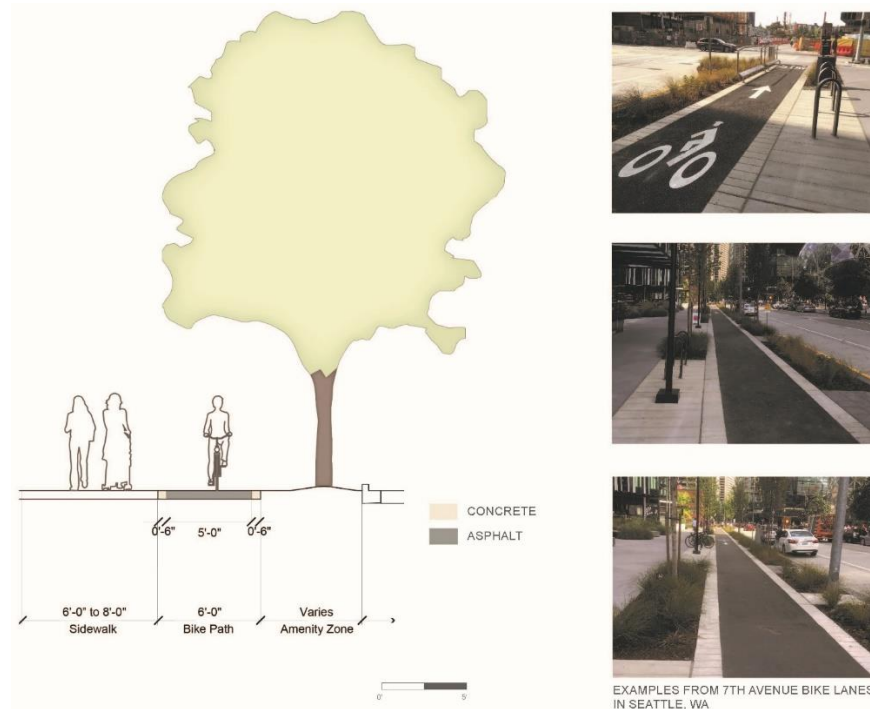 CONCRETE
ASPHALT
0'-6" 5'-0" 0'-6"
6'-0" to 8'-0" 6'-0" Varies
Sidewalk Bike Path Amenity Zone
0' 5'
EXAMPLES FROM 7TH AVENUE BIKE LANES
IN SEATTLE, WA